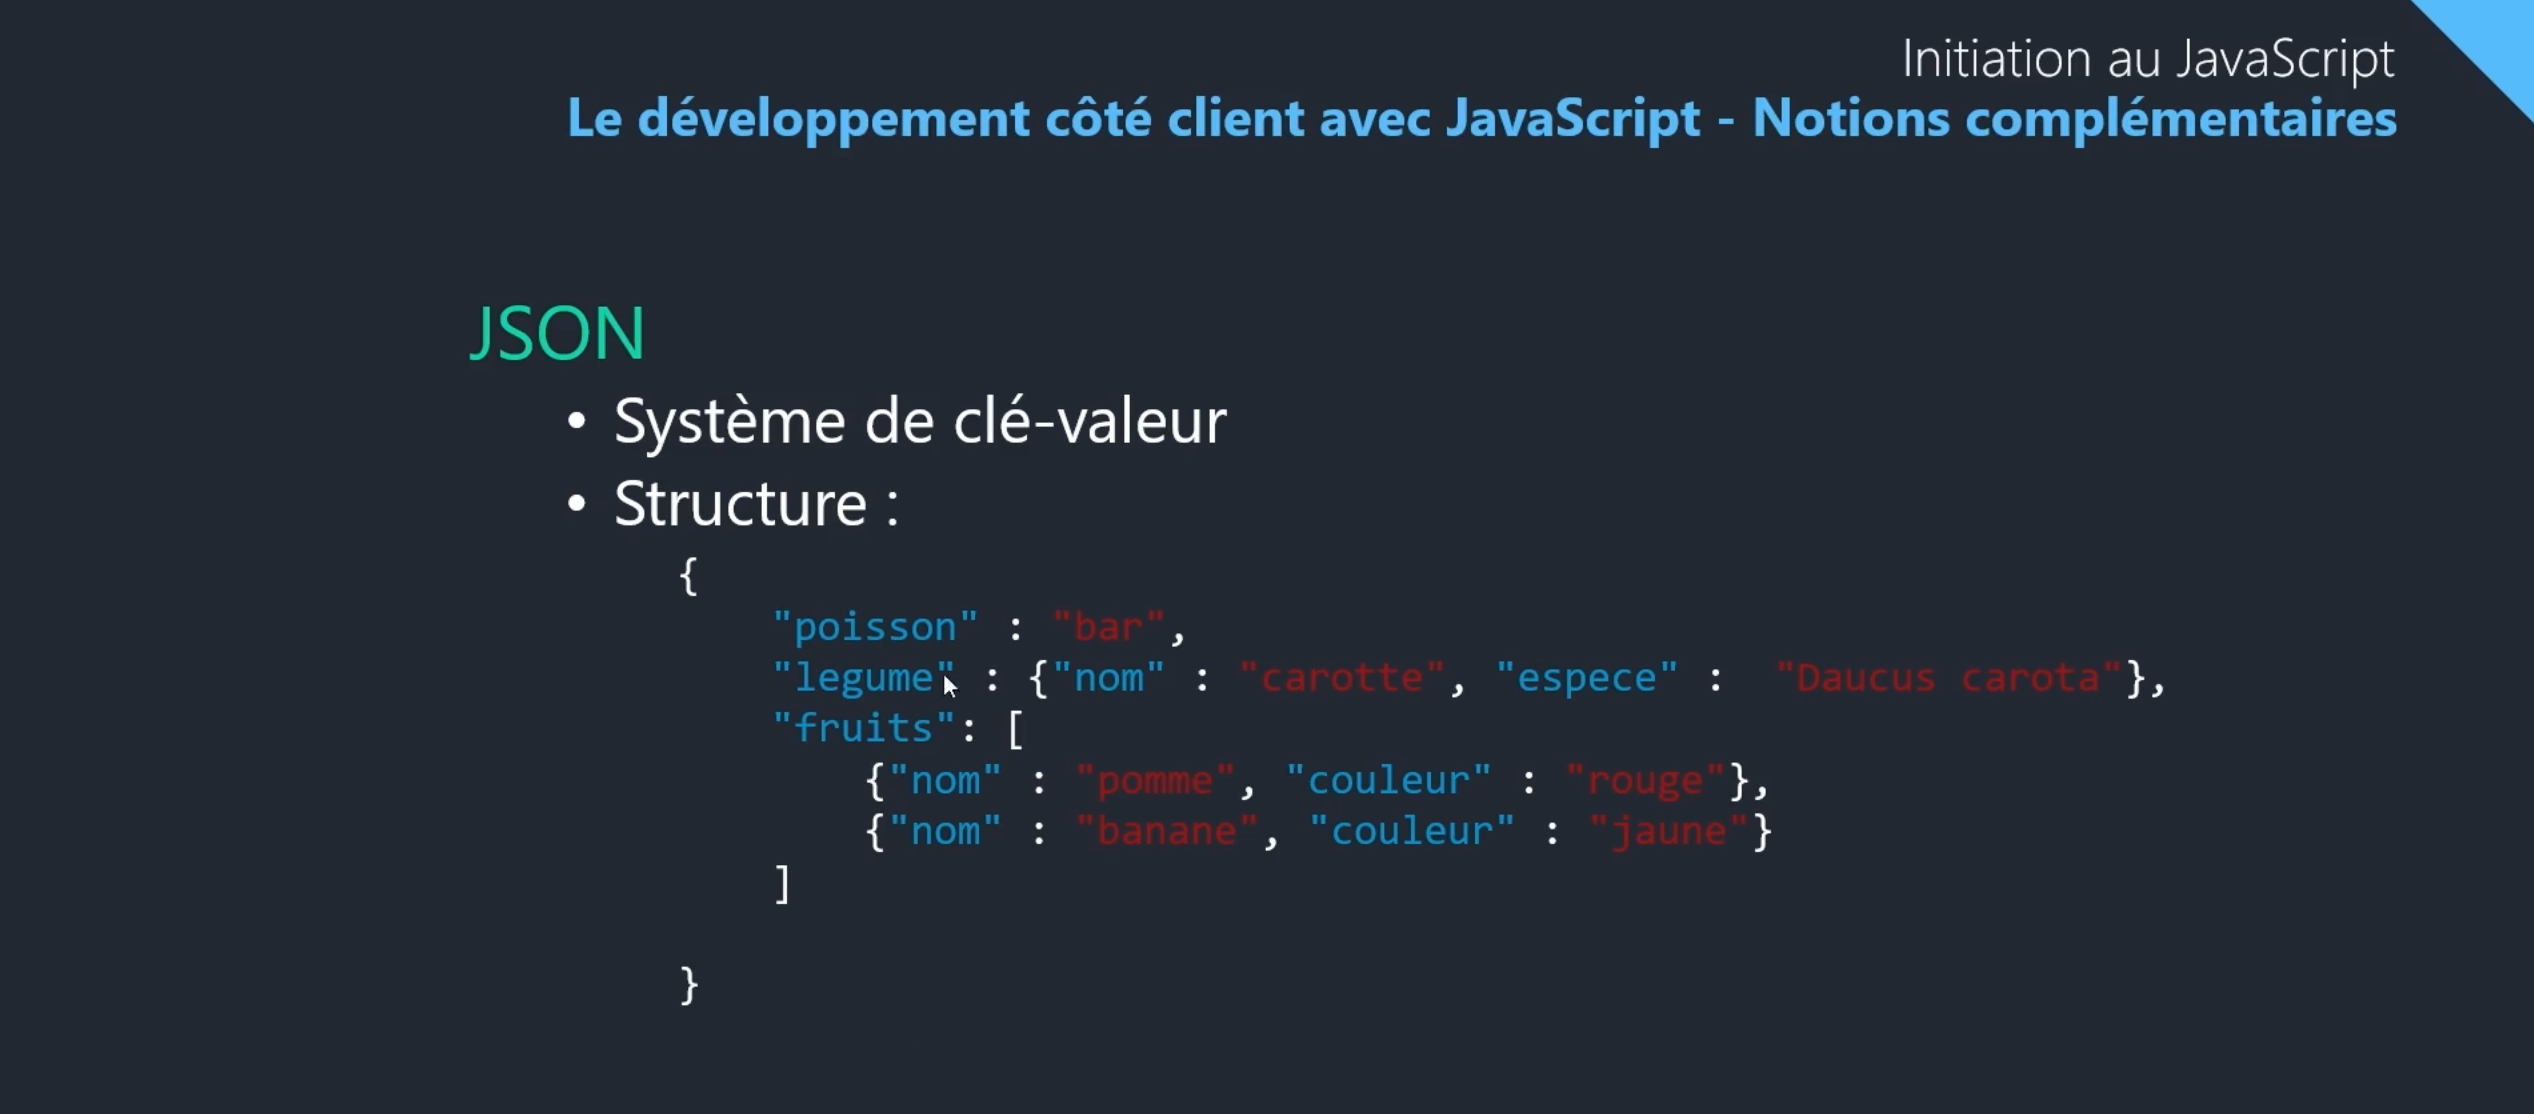 Initiation au JavaScript
Le développement côté client avec JavaScript - Notions complémentaires
JSON
• Système de clé-valeur
• Structure :
{
"poisson" : "bar",
"legume" : {"nom" : "carotte", "espece" : "Daucus carota"},
"fruits": [
{"nom" : "pomme", "couleur" : "rouge"},
{"nom" : "banane", "couleur" : "jaune"}
]
}